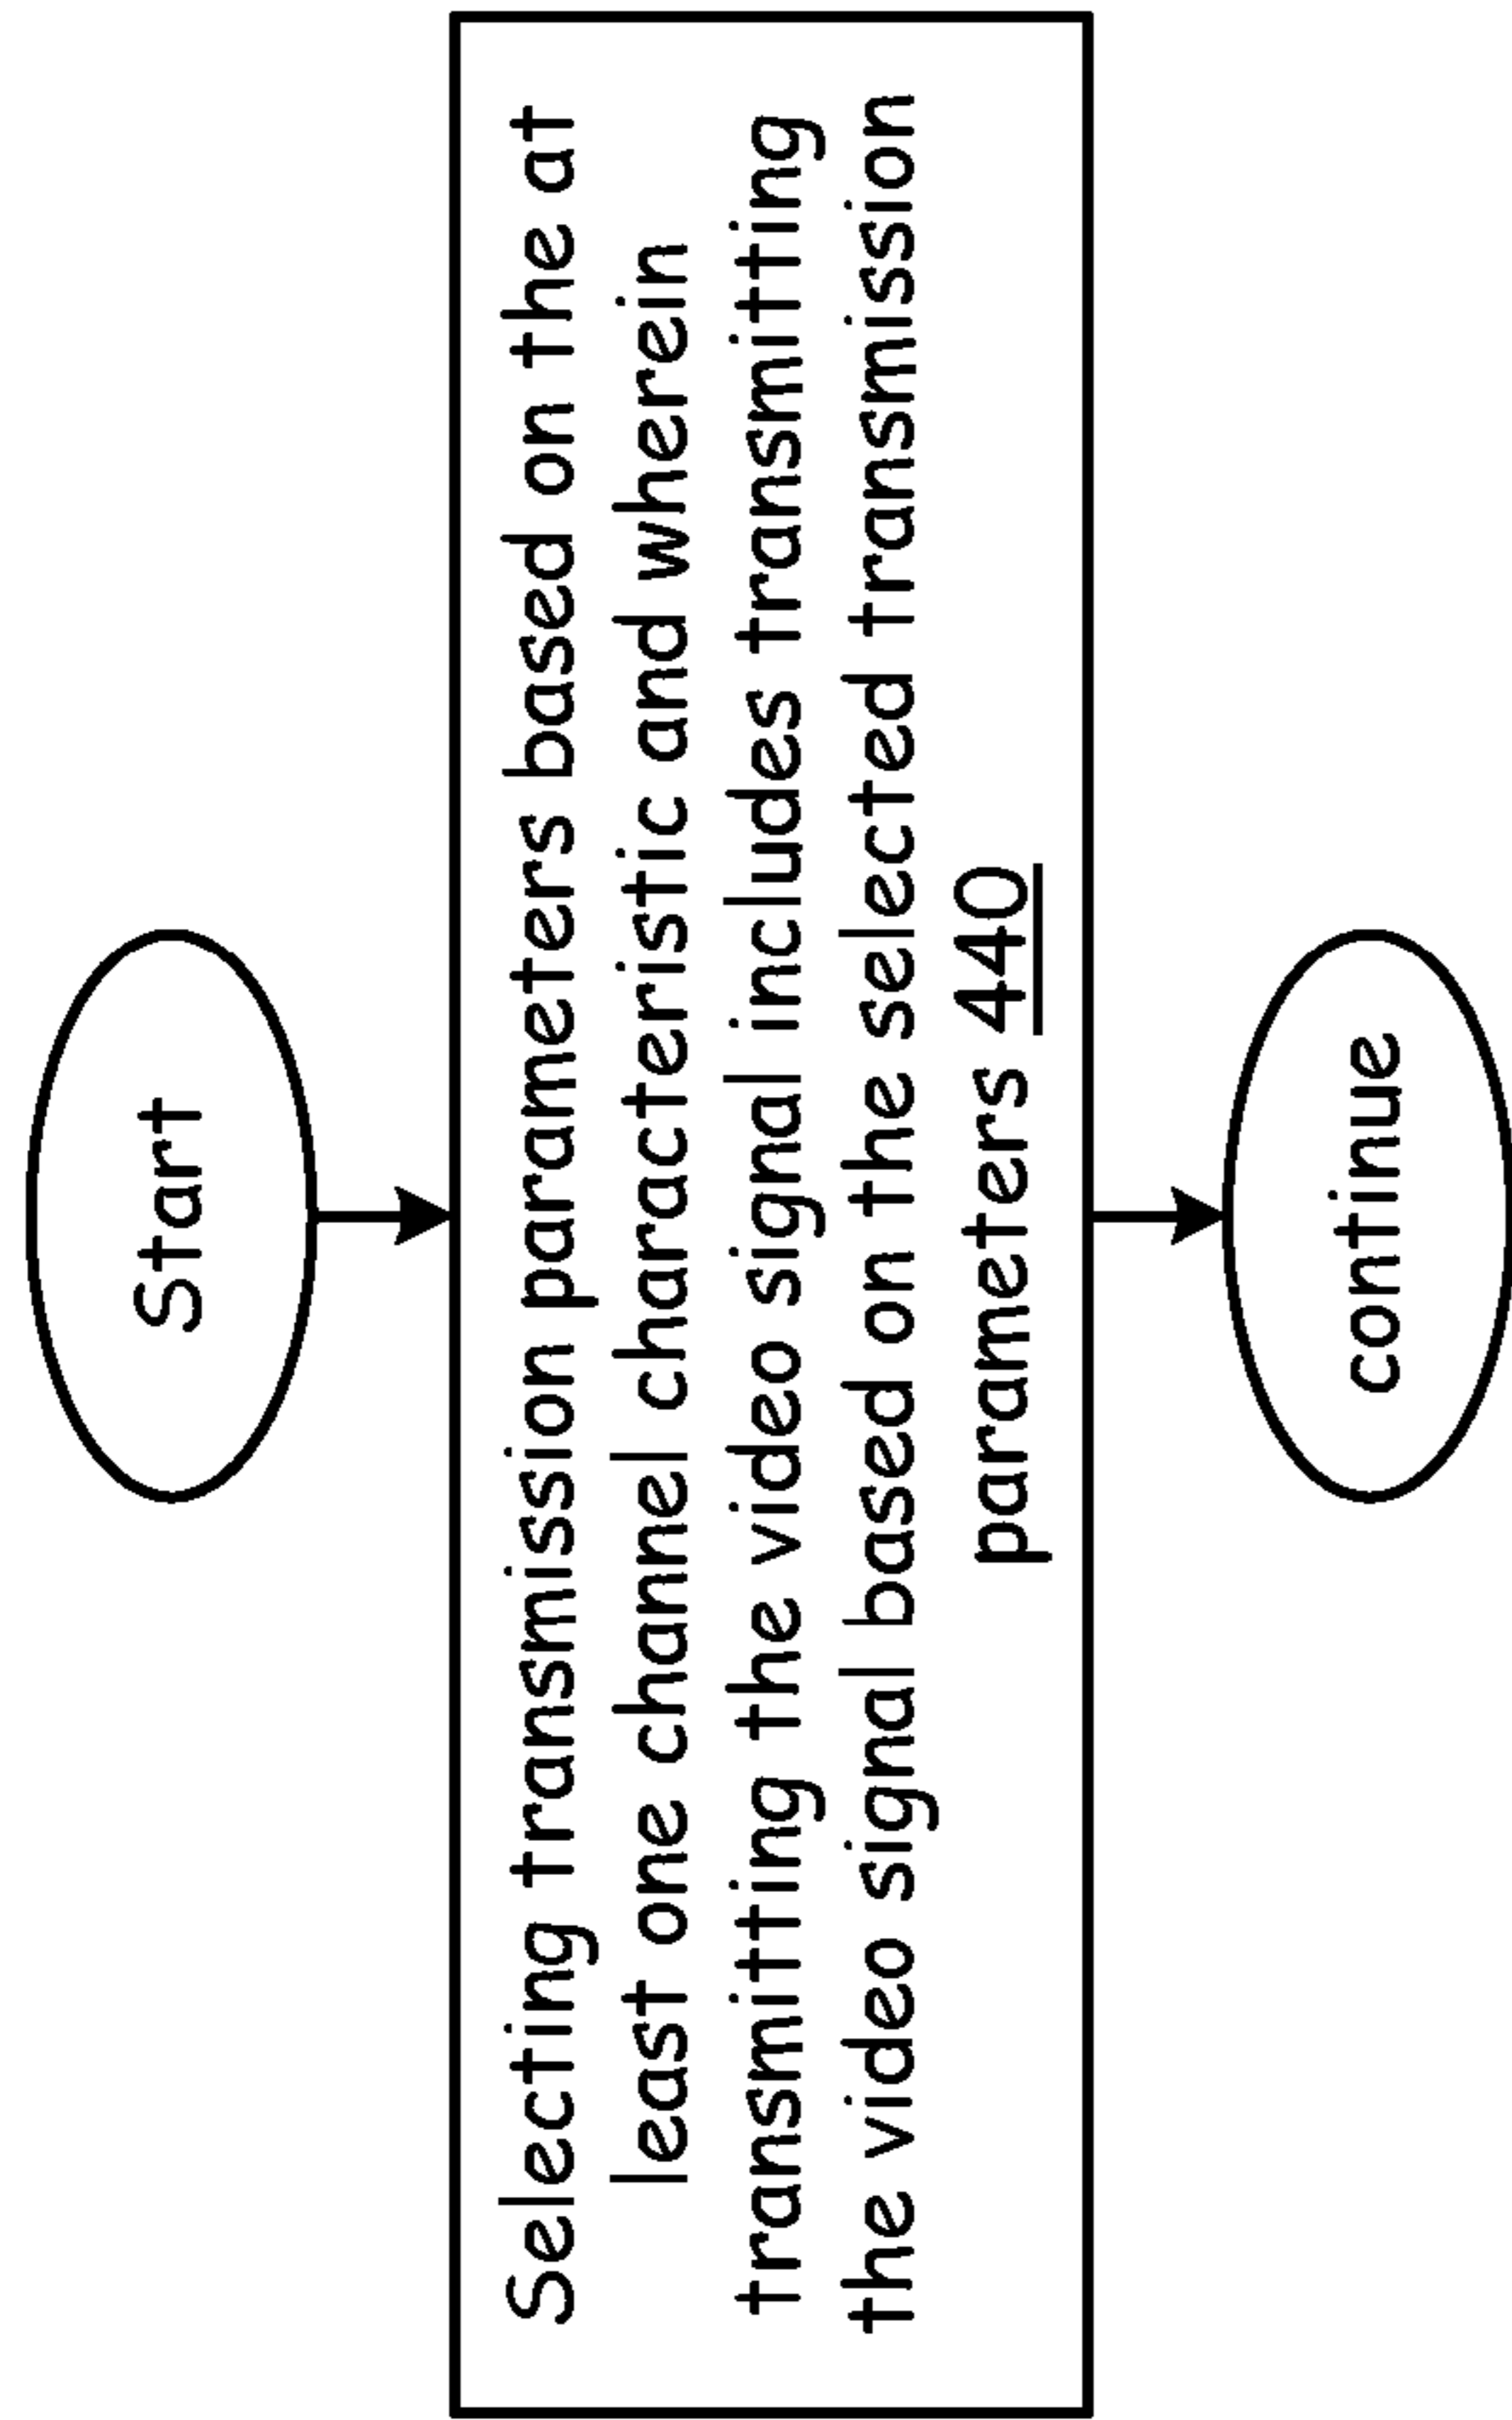 Start
Selecting transmission parameters based on the at
least one channel characteristic and wherein
transmitting the video signal includes transmitting
the video signal based on the selected transmission
parameters 440
continue